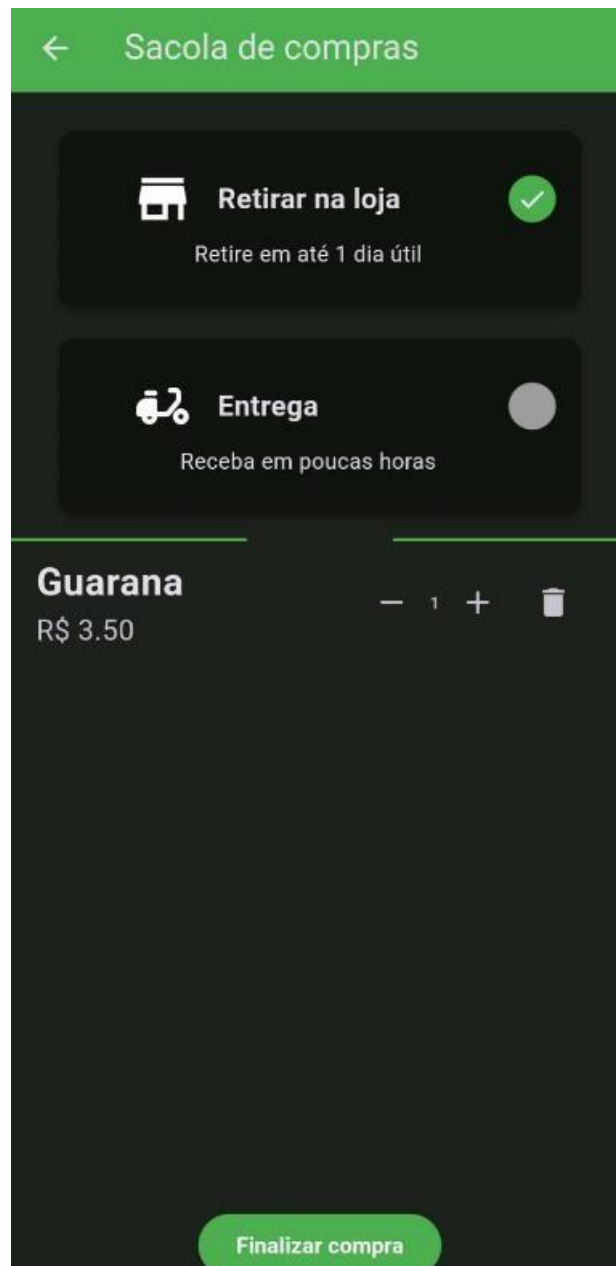 Sacola de compras
Retirar na loja
Retire em até 1 dia útil
Entrega
Receba em poucas horas
Guarana
1
R$ 3.50
Finalizar compra